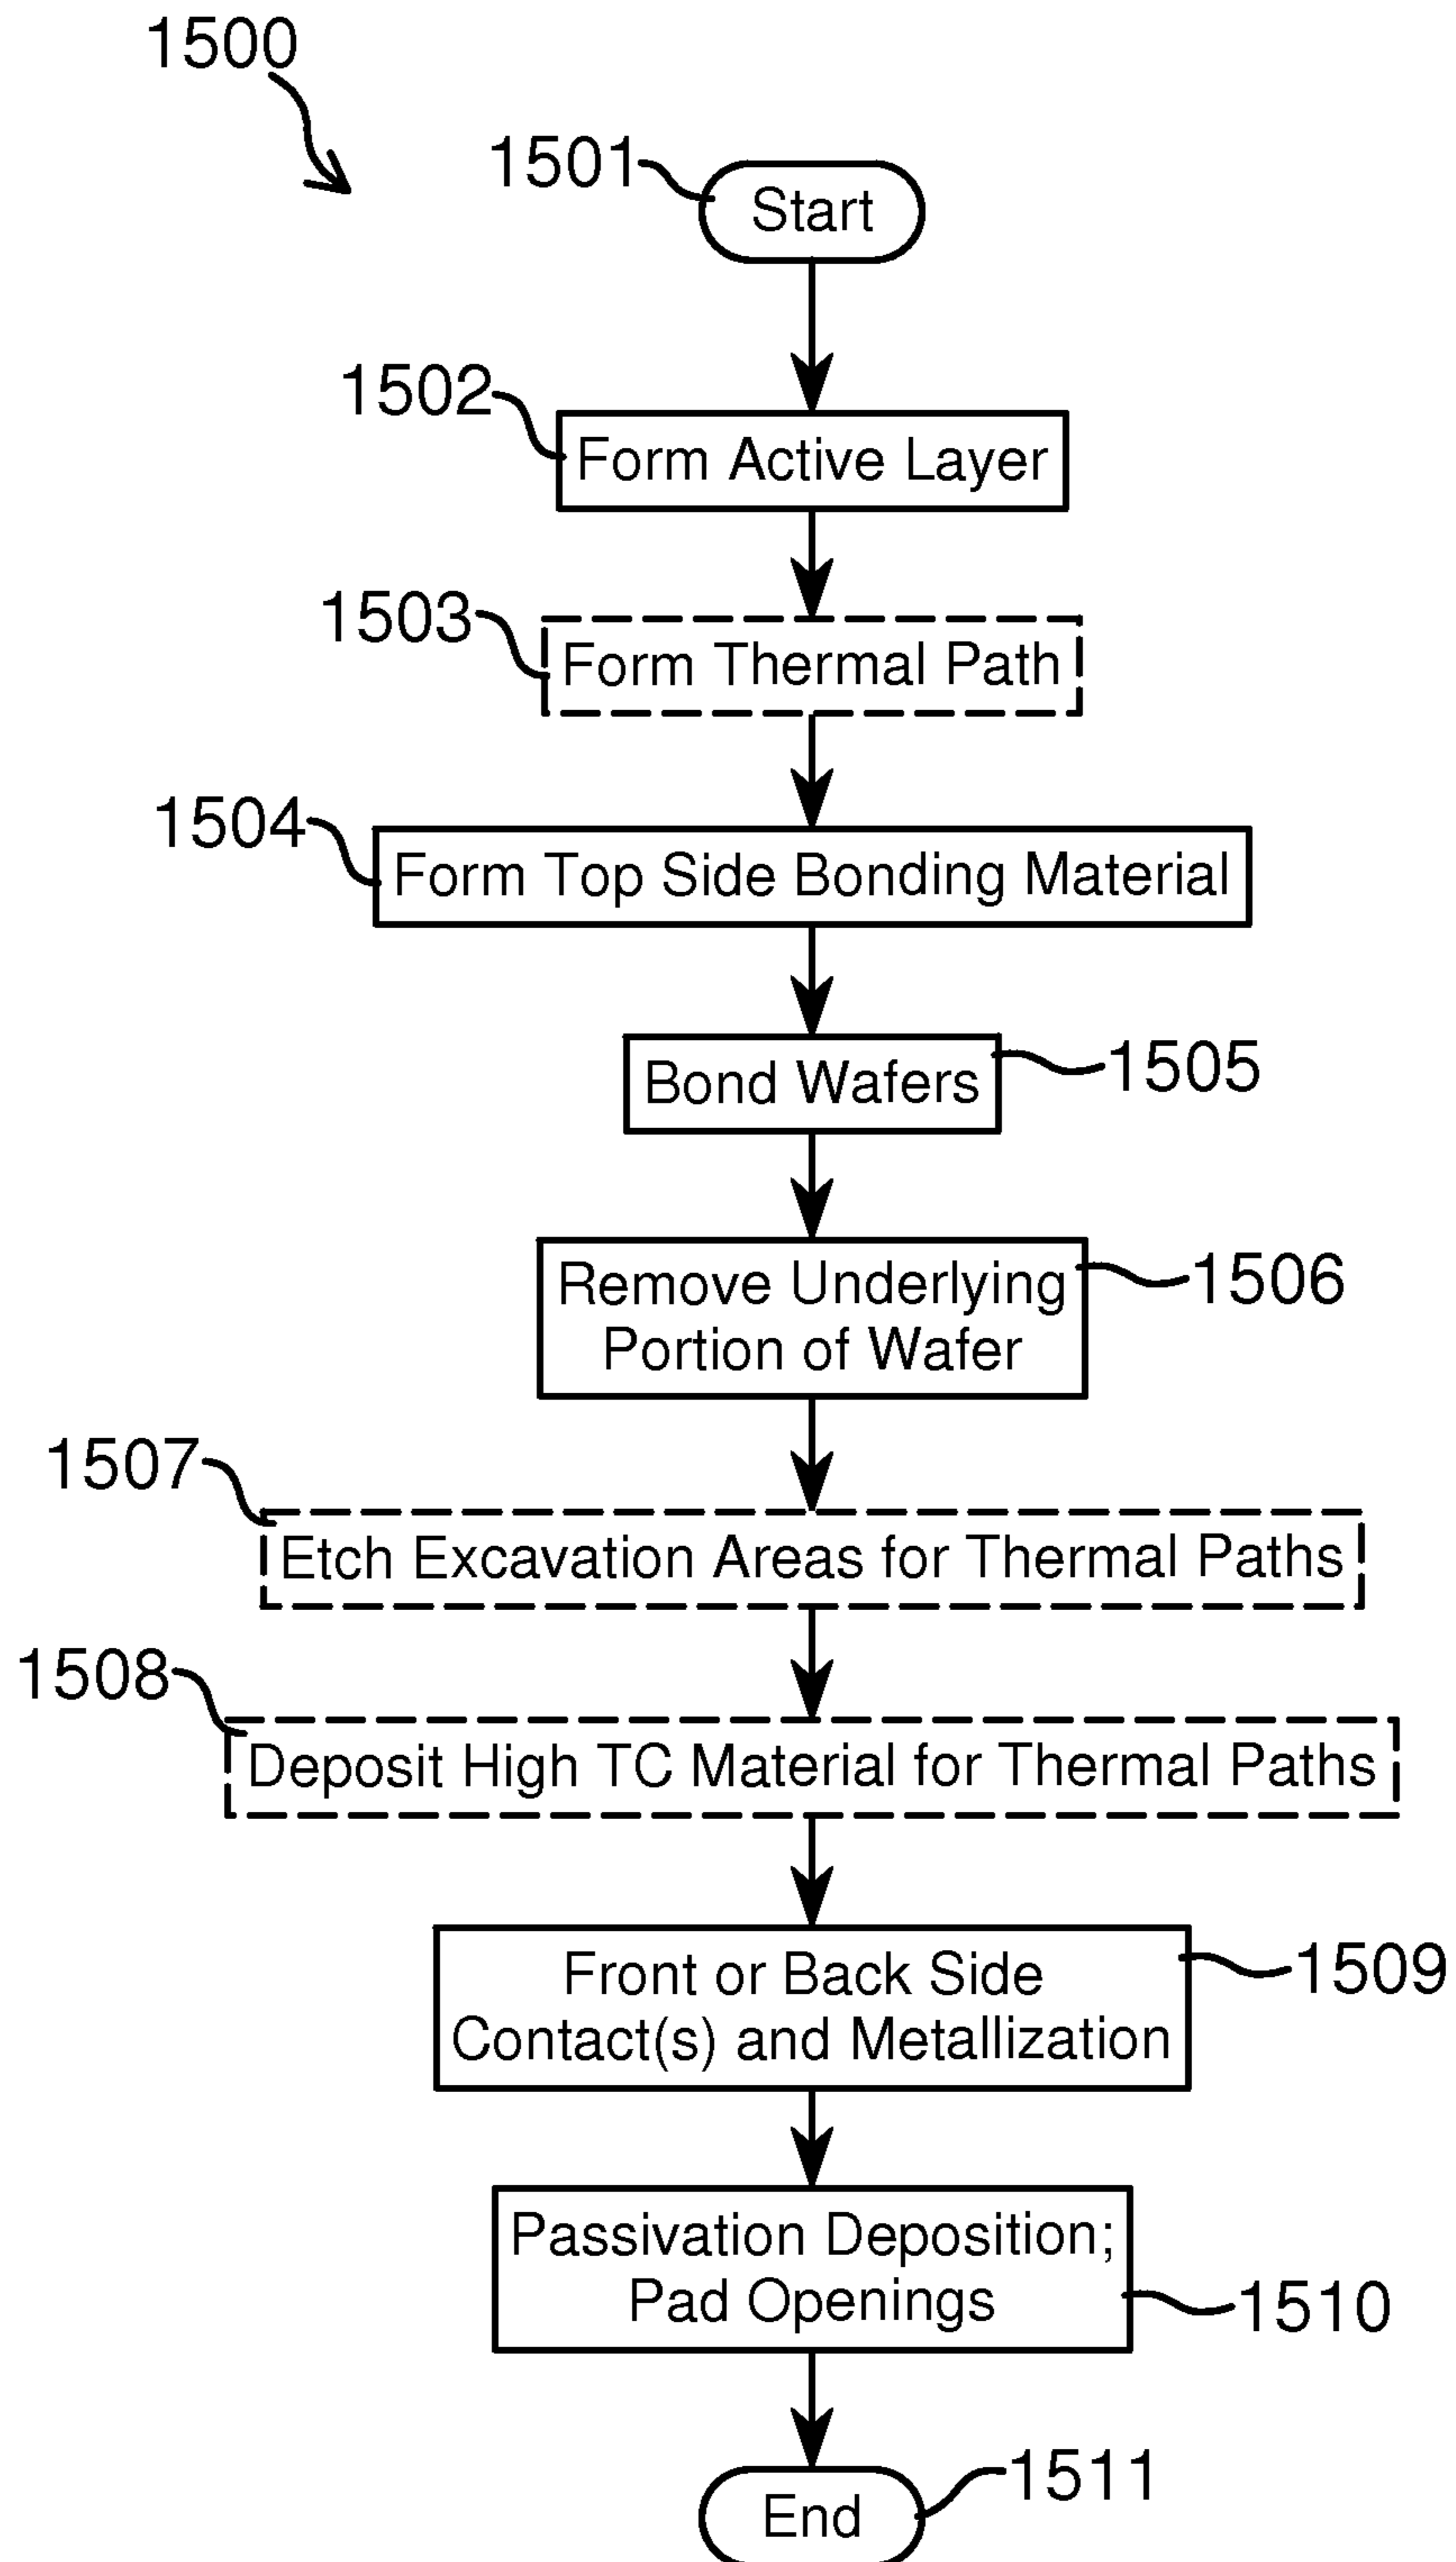 1500
1501
Start
1502
Form Active Layer
1503
Form Thermal Path
1504
Form Top Side Bonding Material
Bond Wafers
1505
Remove Underlying
Portion of Wafer
1506
1507
Etch Excavation Areas for Thermal Paths
1508
Deposit High TC Material for Thermal Paths
Front or Back Side
Contact(s) and Metallization
1509
Passivation Deposition;
Pad Openings
1510
End
1511